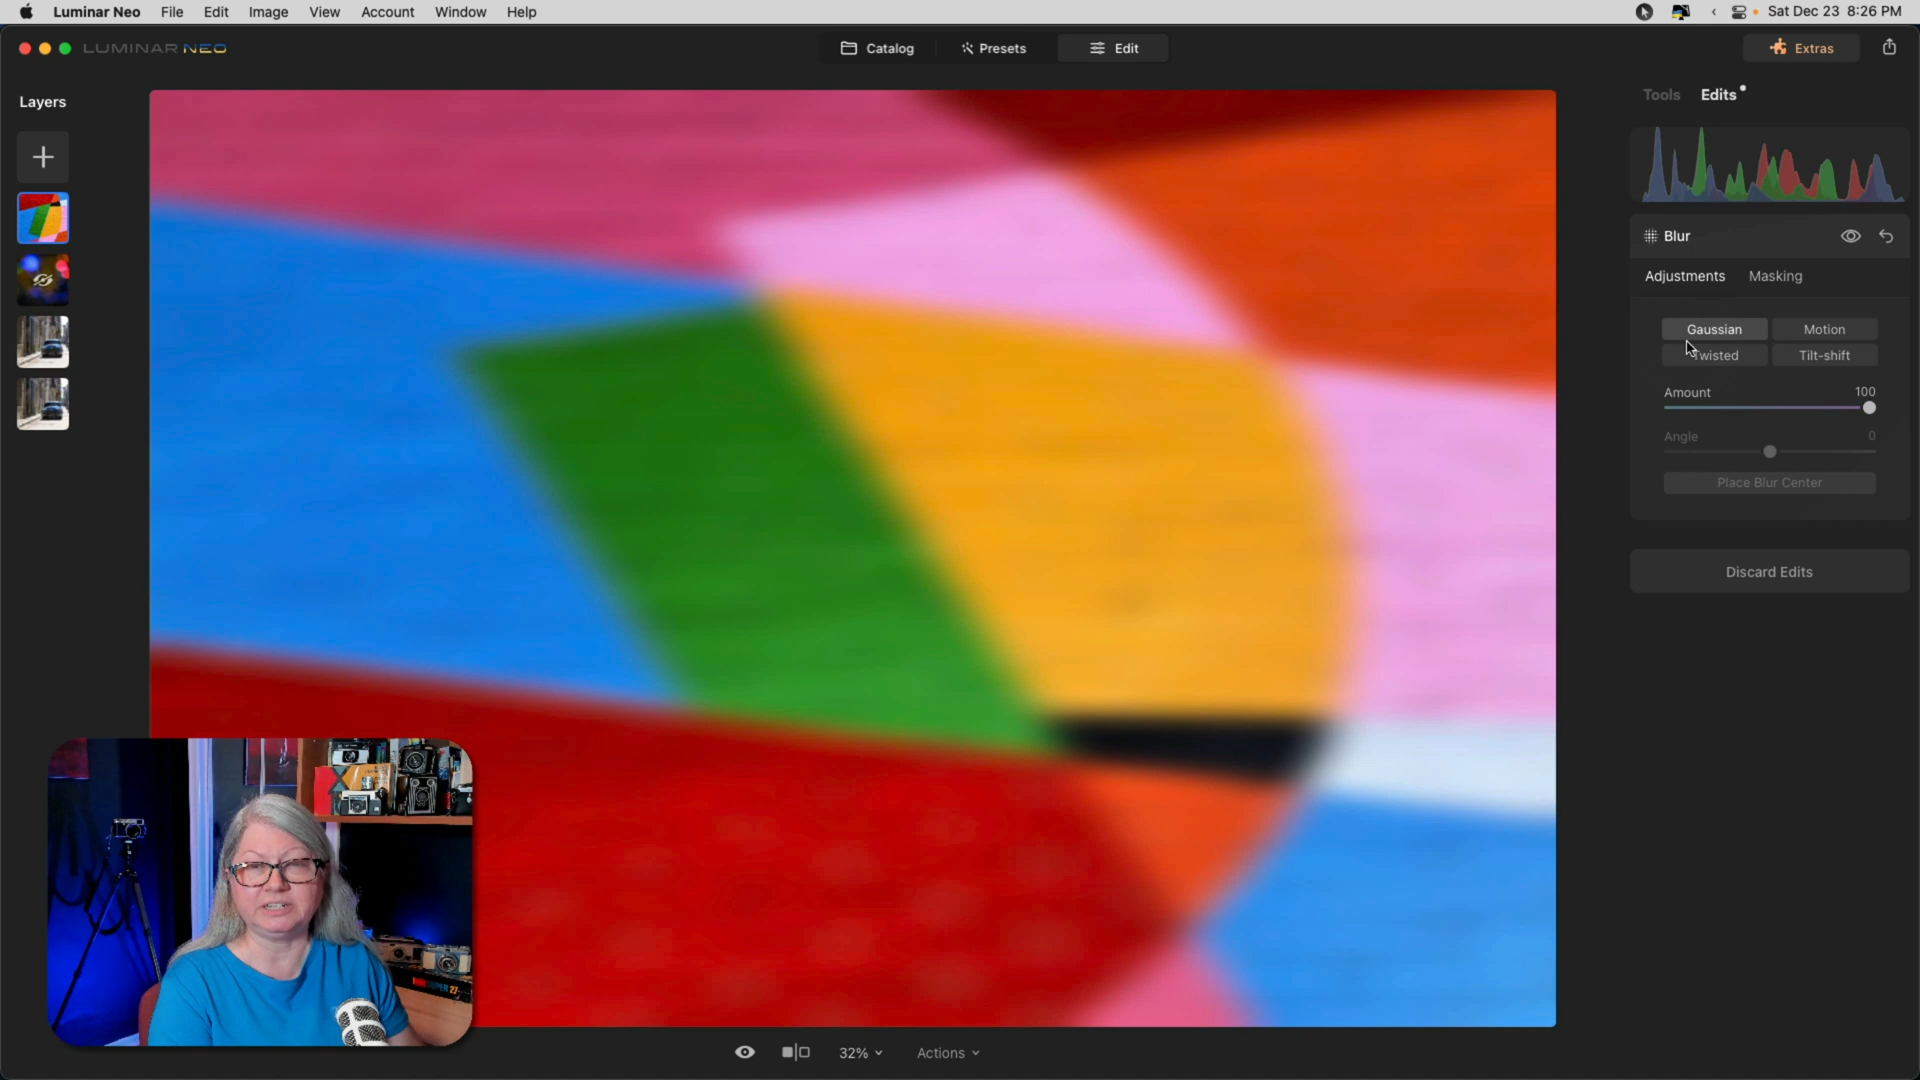 Luminar Neo File Edit Image View Account Window Help Sat Dec 23 8:26 PM
LUMINAR NEO Catalog Presets Edit Extras
Layers
Tools Edits
Blur
Adjustments Masking
Gaussian Motion
Twisted Tilt-shift
Amount 100
Angle 0
Place Blur Center
Discard Edits
32% Actions